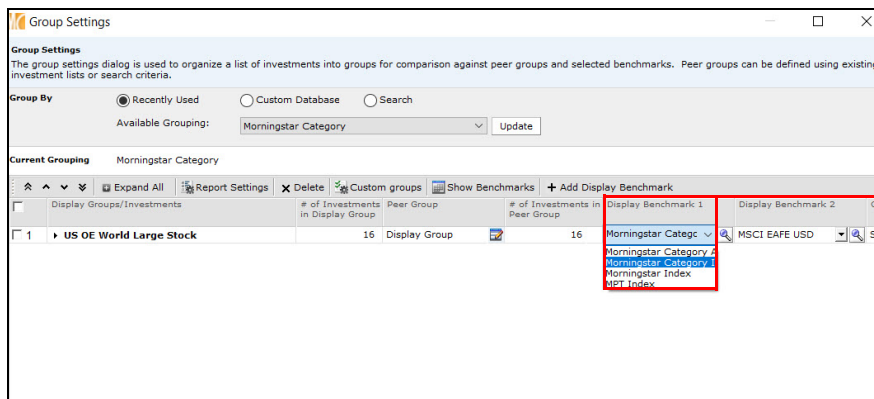 Group Settings
Group Settings
The group settings dialog is used to organize a list of investments into groups for comparison against peer groups and selected benchmarks.  Peer groups can be defined using existing
investment lists or search criteria.
Group By Recently Used Custom Database Search
Available Grouping: Morningstar Category Update
Current Grouping Morningstar Category
Expand All Report Settings Delete Custom groups Show Benchmarks + Add Display Benchmark
Display Groups/Investments # of Investments in Display Group Peer Group # of Investments in Peer Group Display Benchmark 1 Display Benchmark 2
1 US OE World Large Stock 16 Display Group 16 Morningstar Categc MSCI EAFE USD
Morningstar Category A
Morningstar Category I
Morningstar Index
MPT Index